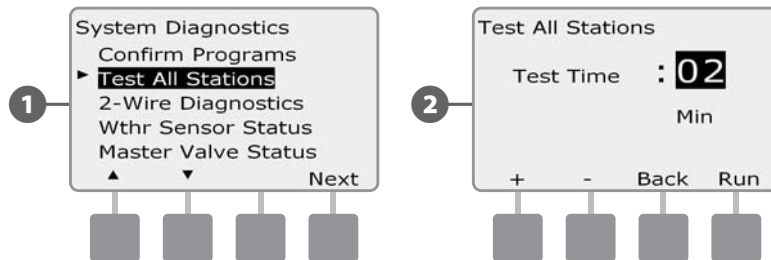 1
System Diagnostics
Confirm Programs
► Test All Stations
2-Wire Diagnostics
Wthr Sensor Status
Master Valve Status
▲ ▼ Next
2
Test All Stations
Test Time :02
Min
+ - Back Run